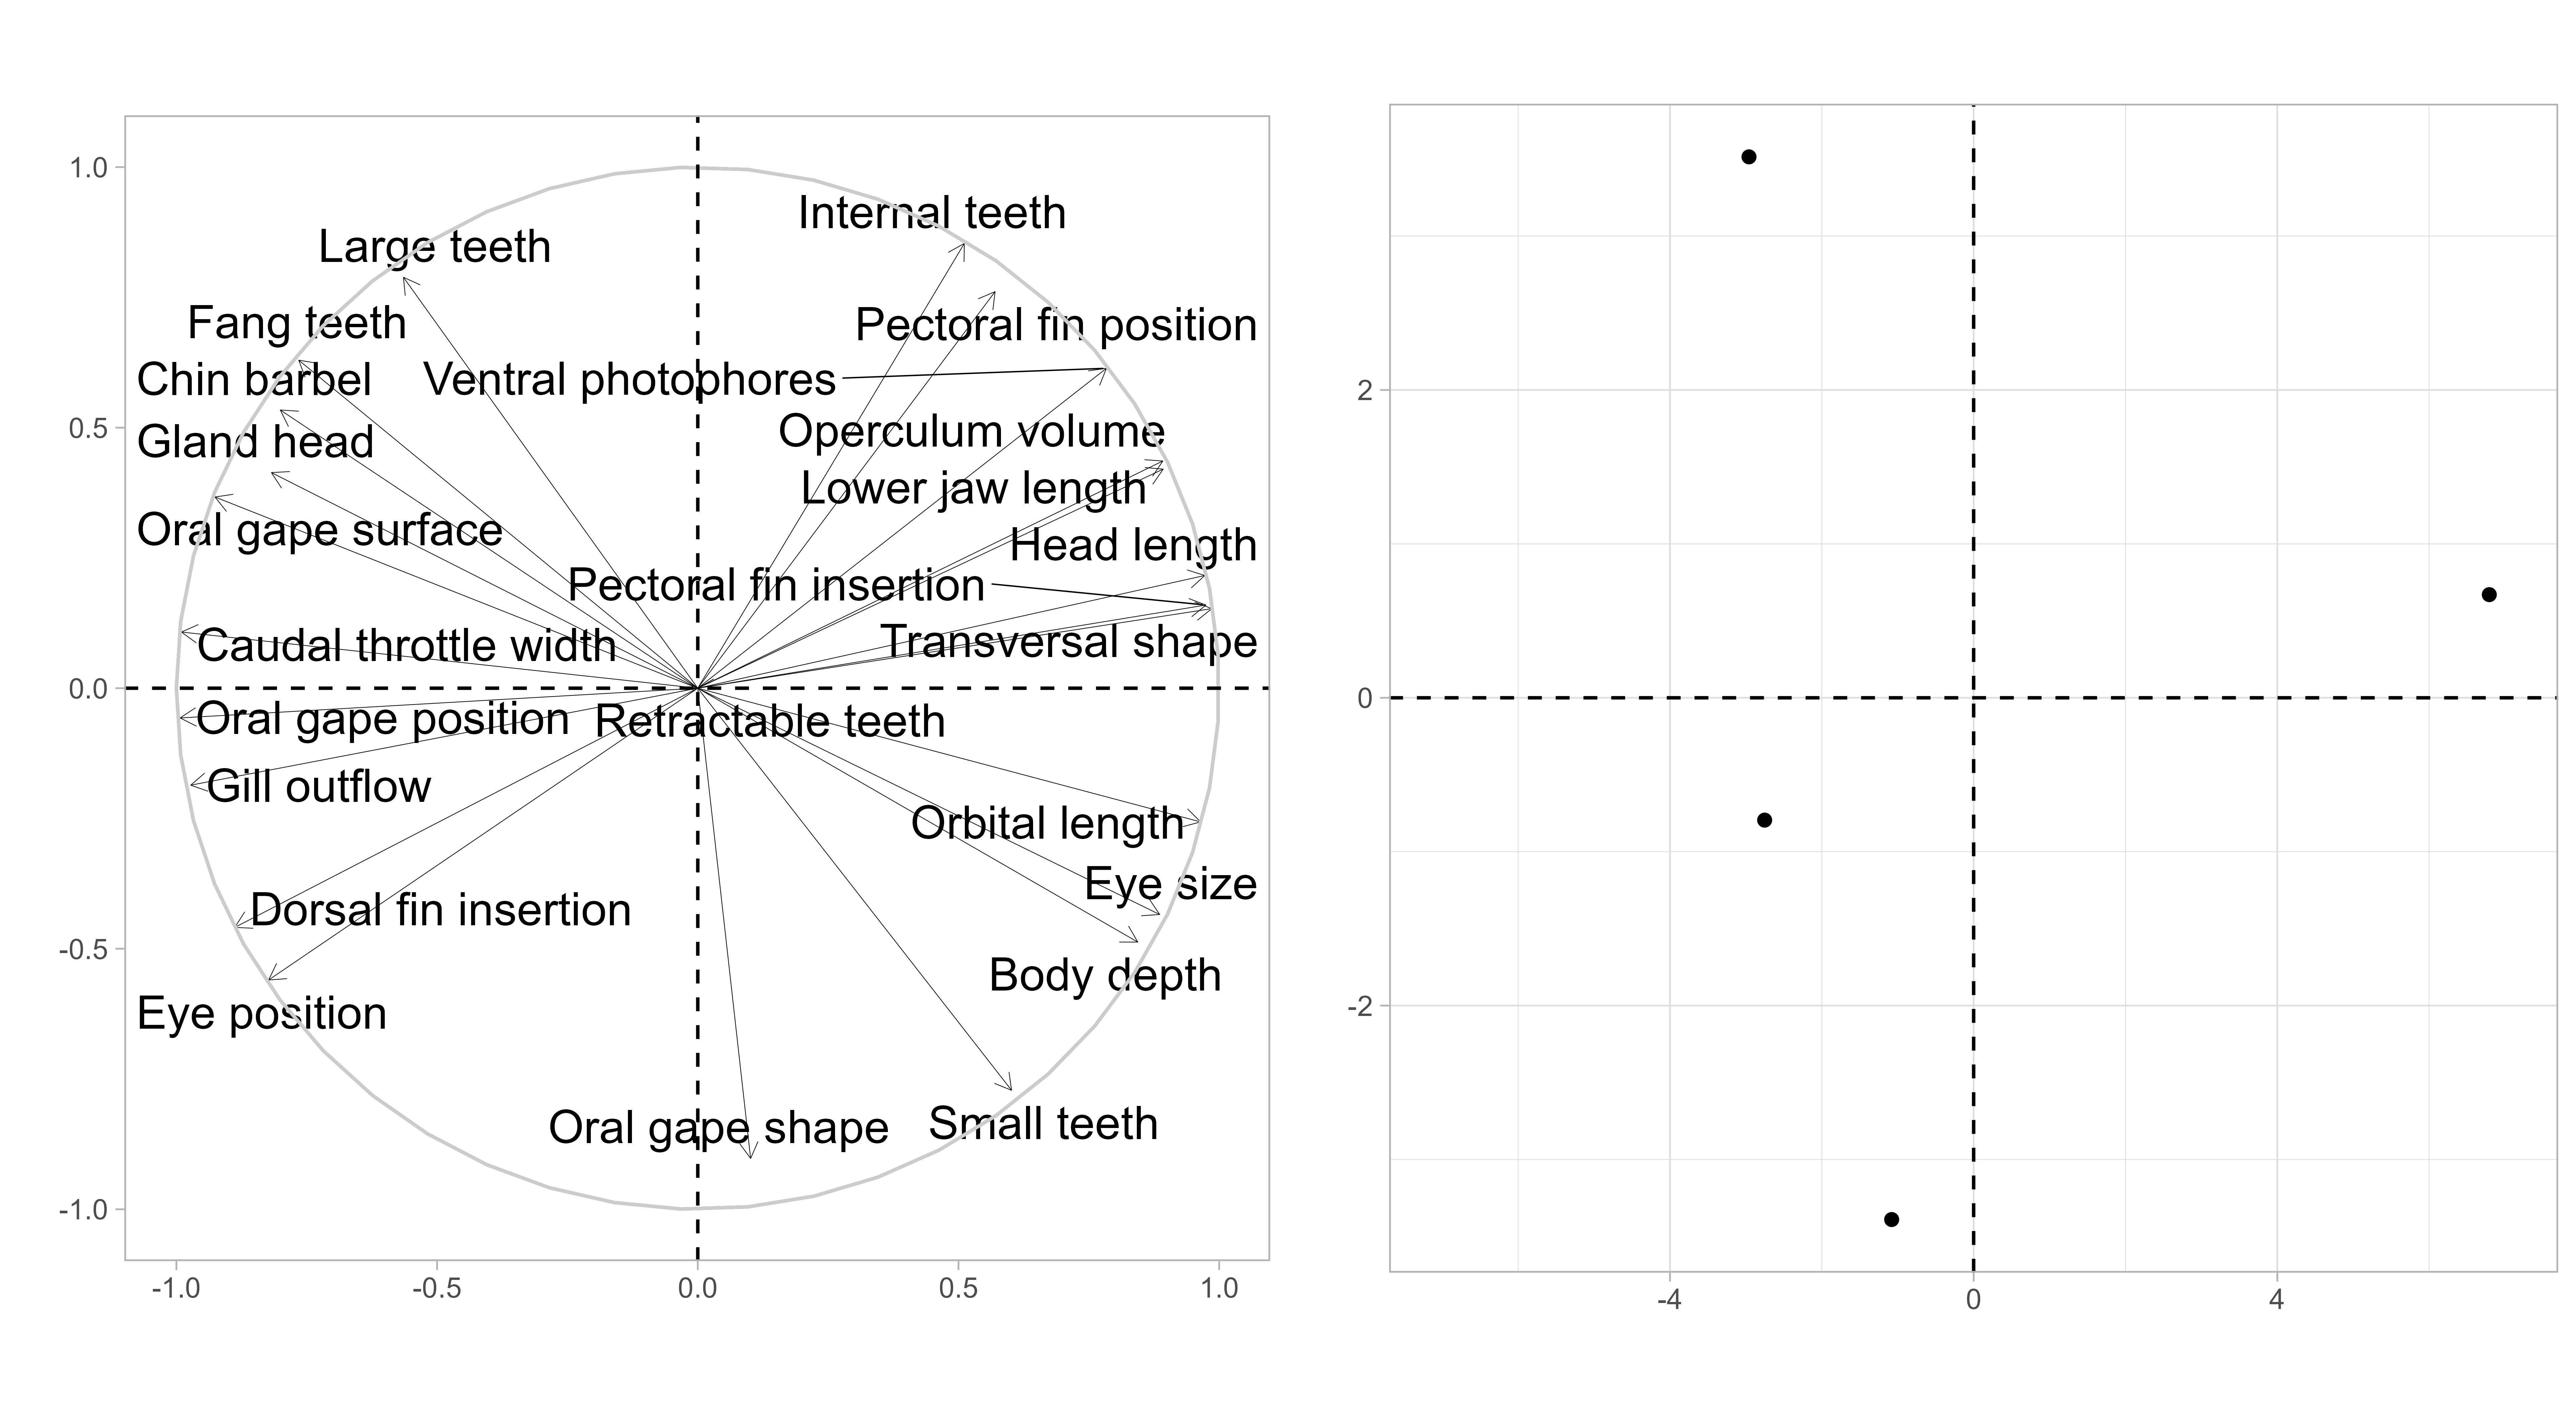 1.0
0.5
0.0
-0.5
-1.0
-1.0
-0.5
0.0
0.5
1.0
Internal teeth
Large teeth
Fang teeth
Pectoral fin position
Chin barbel
Ventral photophores
Gland head
Operculum volume
Lower jaw length
Oral gape surface
Head length
Pectoral fin insertion
Caudal throttle width
Transversal shape
Oral gape position
Retractable teeth
Gill outflow
Orbital length
Eye size
Dorsal fin insertion
Body depth
Eye position
Oral gape shape
Small teeth
2
0
-2
-4
0
4